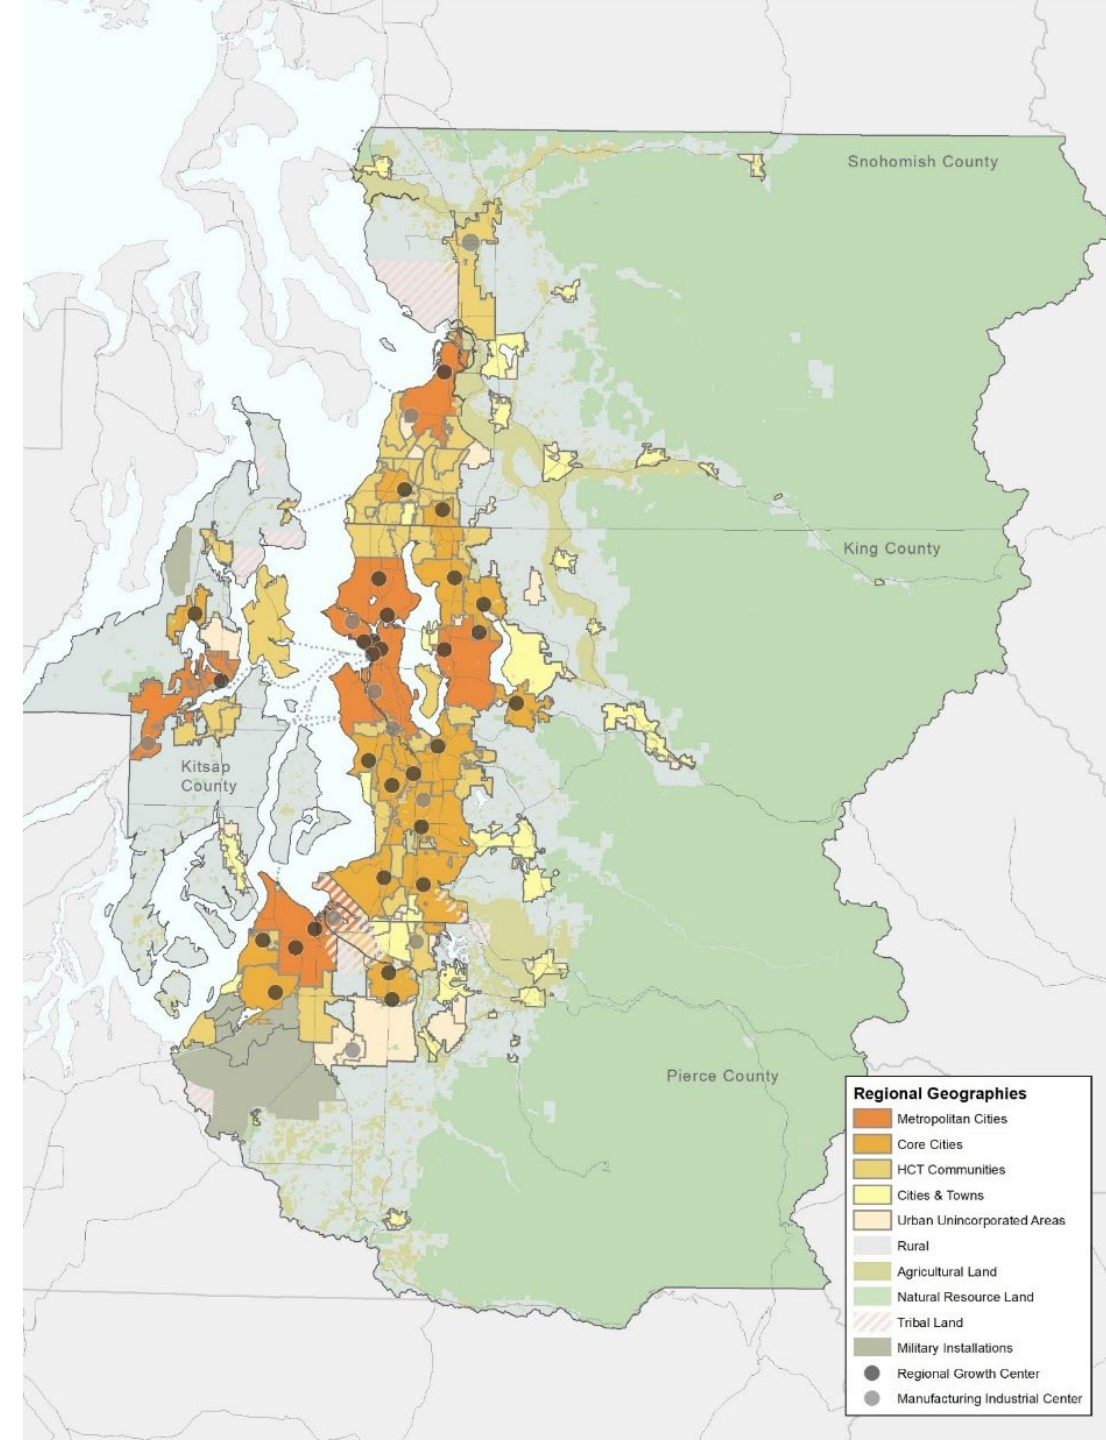 Snohomish County
King County
Kitsap
County
Pierce County
Regional Geographies
Metropolitan Cities
Core Cities
HCT Communities
Cities & Towns
Urban Unincorporated Areas
Rural
Agricultural Land
Natural Resource Land
Tribal Land
Military Installations
Regional Growth Center
Manufacturing Industrial Center